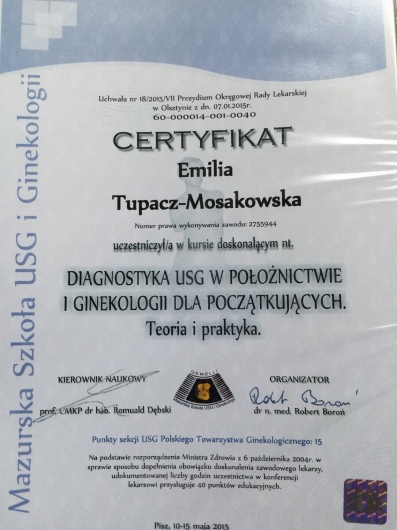 Mazurska Szkoła USG i Ginekologii
Uchwała nr 18/2015/VII Prezydium Okręgowej Rady Lekarskiej
w Olsztynie z dn. 07.01.2015r.
60-000014-001-0040
CERTYFIKAT
Emilia
Tupacz-Mosakowska
Numer prawa wykonywania zawodu: 2755944
uczestniczył/a w kursie doskonalącym nt.
DIAGNOSTYKA USG W POŁOŻNICTWIE
I GINEKOLOGII DLA POCZĄTKUJĄCYCH.
Teoria i praktyka.
KIEROWNIK NAUKOWY
prof. CMKP dr hab. Romuald Dębski
GEMELLI
ORGANIZATOR
Robert Boroń
dr n. med. Robert Boroń
Punkty sekcji USG Polskiego Towarzystwa Ginekologicznego: 15
Na podstawie rozporządzenia Ministra Zdrowia z 6 października 2004r. w
sprawie sposobu dopełnienia obowiązku doskonalenia zawodowego lekarzy,
udokumentowanej liczby godzin uczestnictwa w konferencji
lekarzowi przysługuje 40 punktów edukacyjnych.
Pisz, 10-15 maja 2015